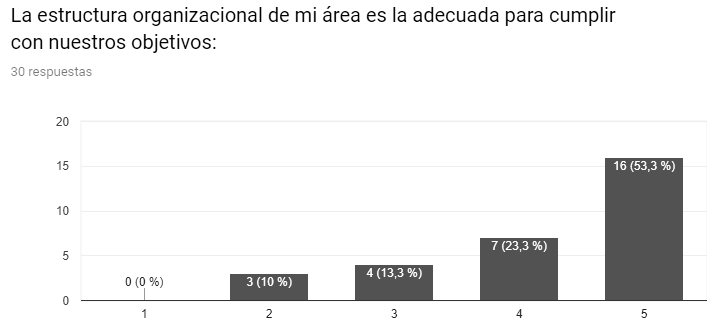 La estructura organizacional de mi área es la adecuada para cumplir
con nuestros objetivos:
30 respuestas
20
15
10
5
0
0 (0 %)
3 (10 %)
4 (13,3 %)
7 (23,3 %)
16 (53,3 %)
1
2
3
4
5